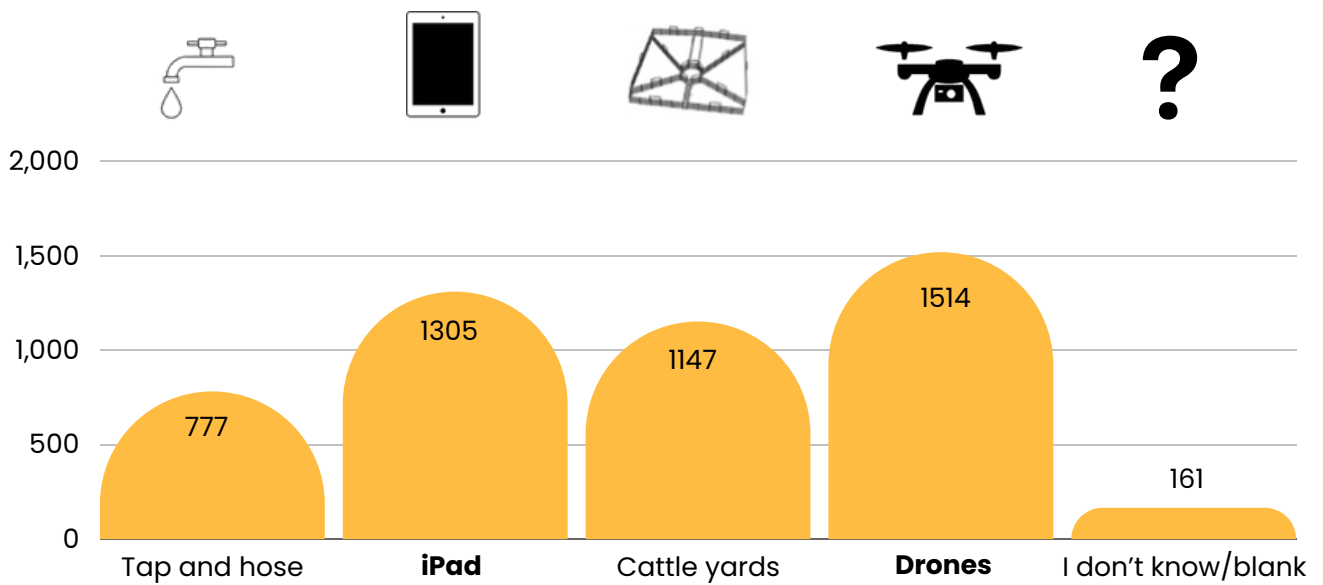 ?
2,000
1,500
1,000
500
0
777
1305
1147
1514
161
Tap and hose
iPad
Cattle yards
Drones
I don’t know/blank